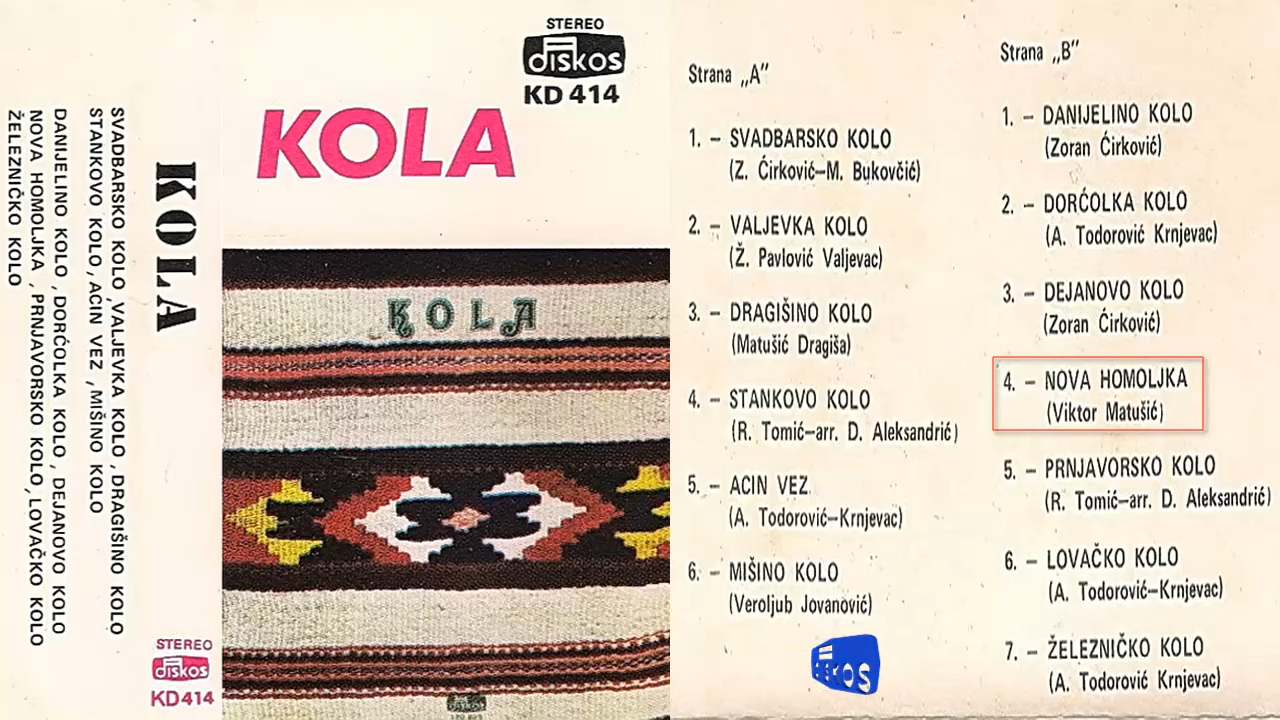 SVADBARSKO KOLO , VALJEVKA KOLO , DRAGIŠINO KOLO
STANKOVO KOLO , ACIN VEZ , MIŠINO KOLO
DANIJELINO KOLO , DORĆOLKA KOLO , DEJANOVO KOLO
NOVA HOMOLJKA , PRNJAVORSKO KOLO , LOVAČKO KOLO
ŽELEZNIČKO KOLO
KOLA
STEREO
diskos
KD 414
STEREO
diskos
KD 414
KOLA
KOLA
Strana „A”
1. – SVADBARSKO KOLO
(Z. Ćirković–M. Bukovčić)
2. – VALJEVKA KOLO
(Ž. Pavlović Valjevac)
3. – DRAGIŠINO KOLO
(Matušić Dragiša)
4. – STANKOVO KOLO
(R. Tomić–arr. D. Aleksandrić)
5. – ACIN VEZ
(A. Todorović–Krnjevac)
6. – MIŠINO KOLO
(Veroljub Jovanović)
Strana „B”
1. – DANIJELINO KOLO
(Zoran Ćirković)
2. – DORĆOLKA KOLO
(A. Todorović Krnjevac)
3. – DEJANOVO KOLO
(Zoran Ćirković)
4. – NOVA HOMOLJKA
(Viktor Matušić)
5. – PRNJAVORSKO KOLO
(R. Tomić–arr. D. Aleksandrić)
6. – LOVAČKO KOLO
(A. Todorović–Krnjevac)
7. – ŽELEZNIČKO KOLO
(A. Todorović Krnjevac)